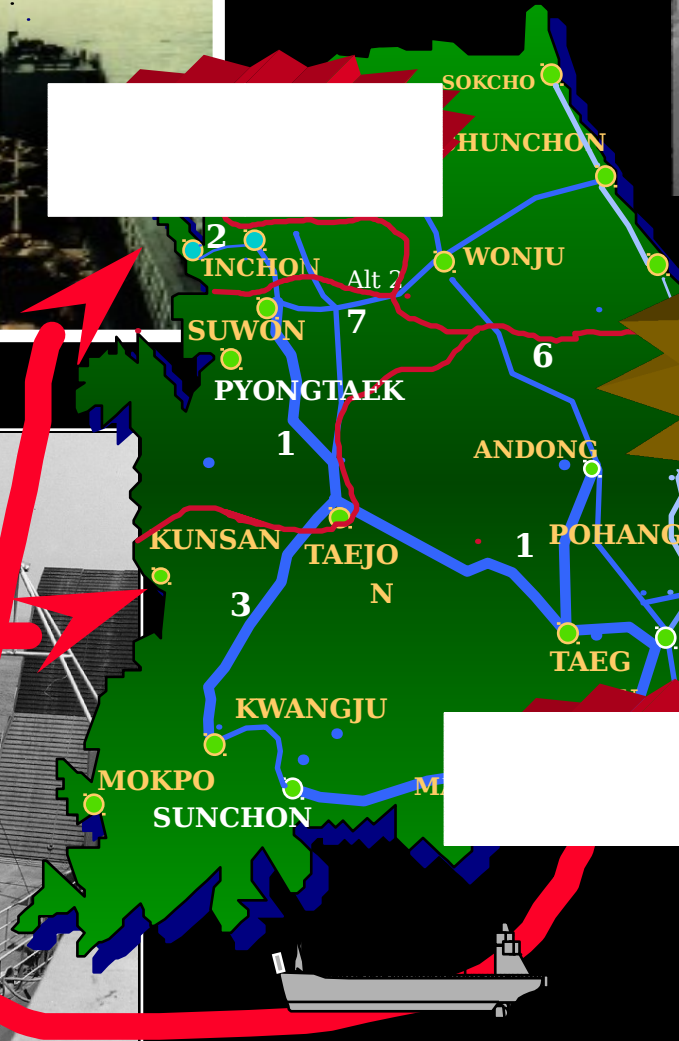 SOKCHO
HUNCHON
2
INCHON
WONJU
Alt 2
7
SUWON
6
PYONGTAEK
1
ANDONG
KUNSAN
TAEJO
N
1
POHANG
3
TAEG
KWANGJU
MOKPO
SUNCHON